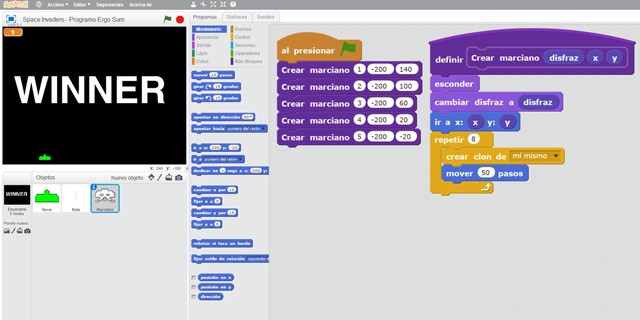 SCRATCH Archivo Editar Sugerencias Acerca de
Space Invaders - Programo Ergo Sum
WINNER
x: 240 y: -180
Objetos Nuevo objeto:
WINNER
Escenario
3 fondos
Fondo nuevo:
Nave Bala Marciano
Programas Disfraces Sonidos
Movimiento Eventos
Apariencia Control
Sonido Sensores
Lápiz Operadores
Datos Más Bloques
mover 10 pasos
girar 15 grados
girar 15 grados
apuntar en dirección 90
apuntar hacia puntero del ratón
ir a x: 200 y: -20
ir a puntero del ratón
deslizar en 1 segs a x: 200 y:
cambiar x por 10
fijar x a 0
cambiar y por 10
fijar y a 0
rebotar si toca un borde
fijar estilo de rotación
posición en x
posición en y
dirección
al presionar
Crear marciano 1 -200 140
Crear marciano 2 -200 100
Crear marciano 3 -200 60
Crear marciano 4 -200 20
Crear marciano 5 -200 -20
definir Crear marciano disfraz x y
esconder
cambiar disfraz a disfraz
ir a x: x y: y
repetir 8
crear clon de mi mismo
mover 50 pasos